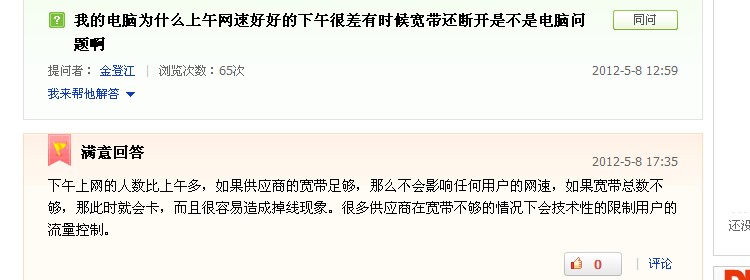 我的电脑为什么上午网速好好的下午很差有时候宽带还断开是不是电脑问
题啊
同问
提问者： 金登江 | 浏览次数：65次
2012-5-8 12:59
我来帮他解答
满意回答
2012-5-8 17:35
下午上网的人数比上午多，如果供应商的宽带足够，那么不会影响任何用户的网速，如果宽带总数不
够，那此时就会卡，而且很容易造成掉线现象。很多供应商在宽带不够的情况下会技术性的限制用户的
流量控制。
还没
0 | 评论